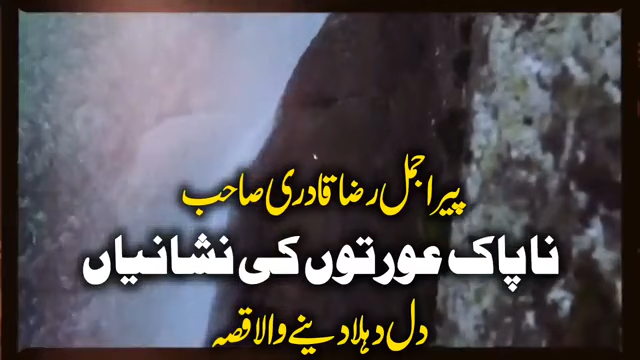 پیر اجمل رضا قادری صاحب
ناپاک عورتوں کی نشانیاں
دل دہلا دینے والا قصہ